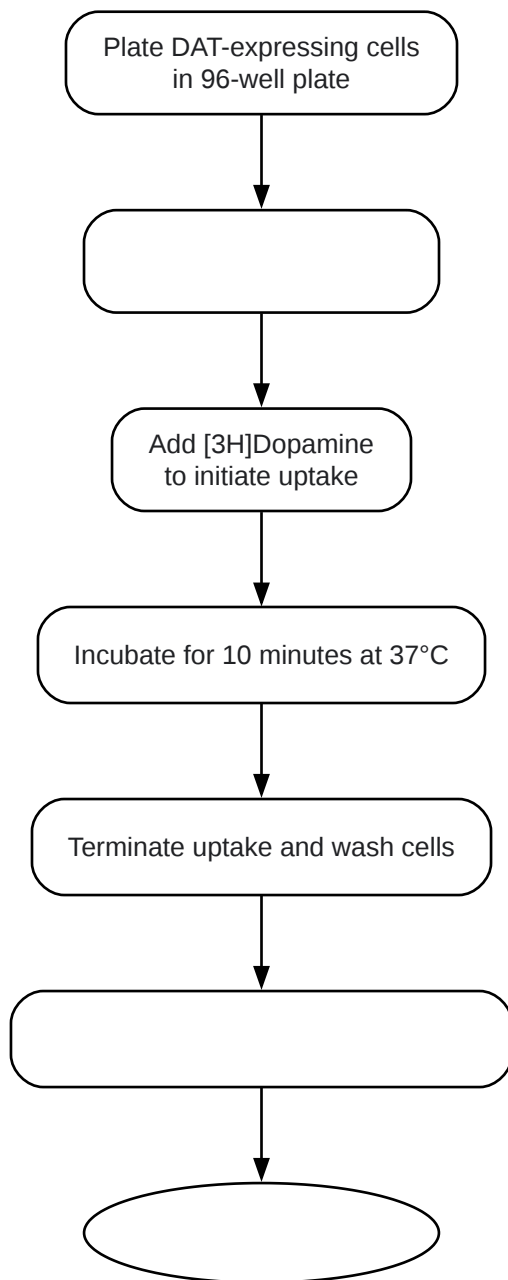 Plate DAT-expressing cells
in 96-well plate
Add [3H]Dopamine
to initiate uptake
Incubate for 10 minutes at 37°C
Terminate uptake and wash cells